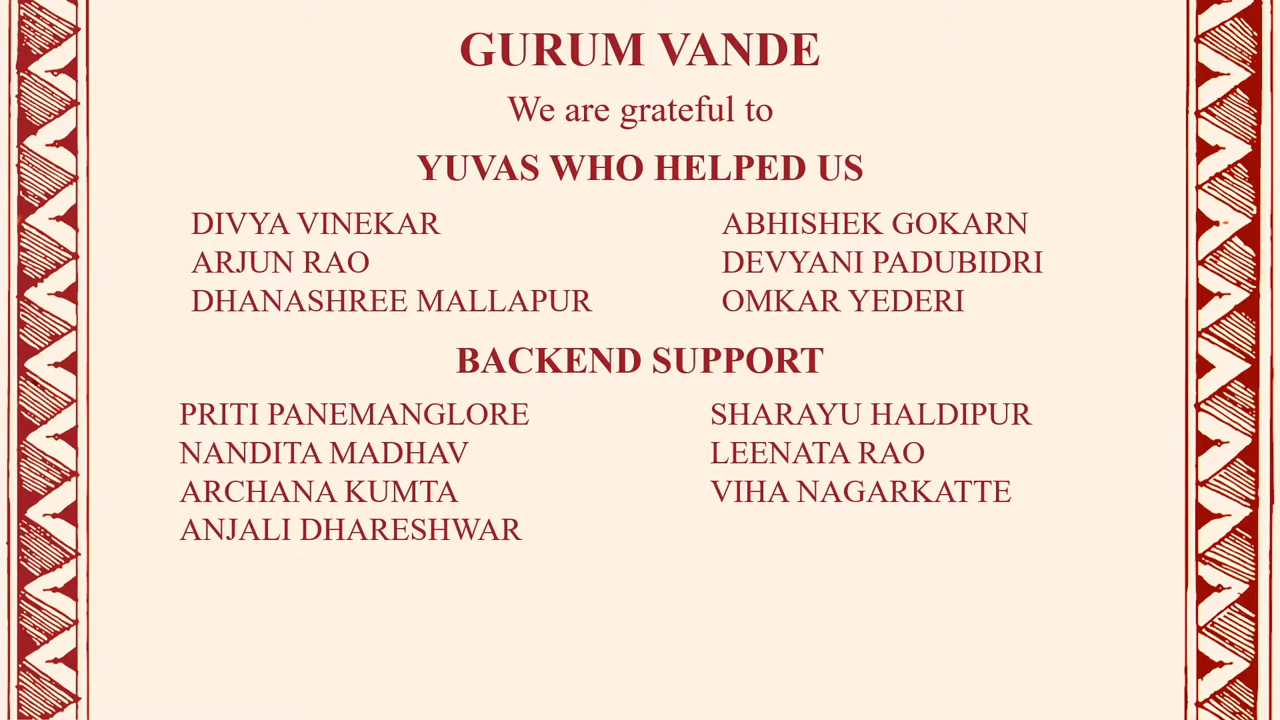 GURUM VANDE
We are grateful to
YUVAS WHO HELPED US
DIVYA VINEKAR
ARJUN RAO
DHANASHREE MALLAPUR
ABHISHEK GOKARN
DEVYANI PADUBIDRI
OMKAR YEDERI
BACKEND SUPPORT
PRITI PANEMANGLORE
NANDITA MADHAV
ARCHANA KUMTA
ANJALI DHARESHWAR
SHARAYU HALDIPUR
LEENATA RAO
VIHA NAGARKATTE